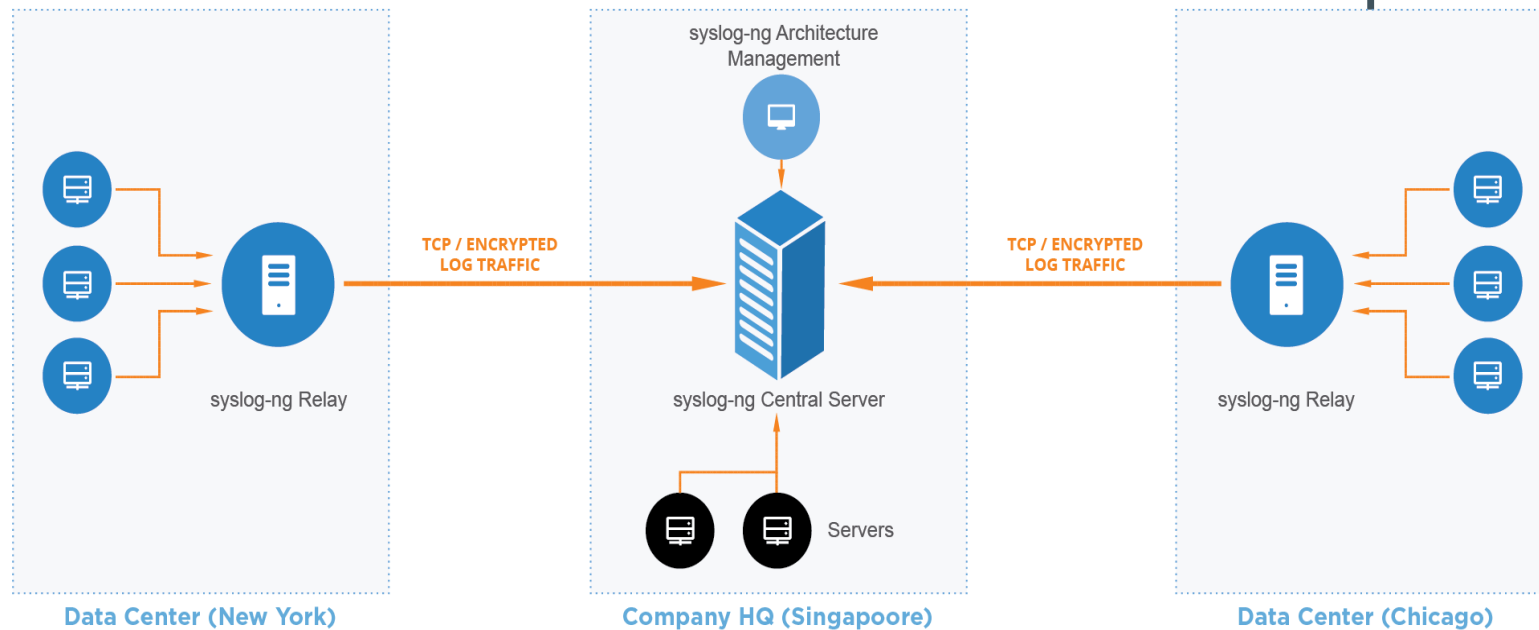 syslog-ng Architecture
Management
TCP / ENCRYPTED
LOG TRAFFIC
TCP / ENCRYPTED
LOG TRAFFIC
syslog-ng Relay
syslog-ng Central Server
syslog-ng Relay
Servers
Data Center (New York)
Company HQ (Singapoore)
Data Center (Chicago)